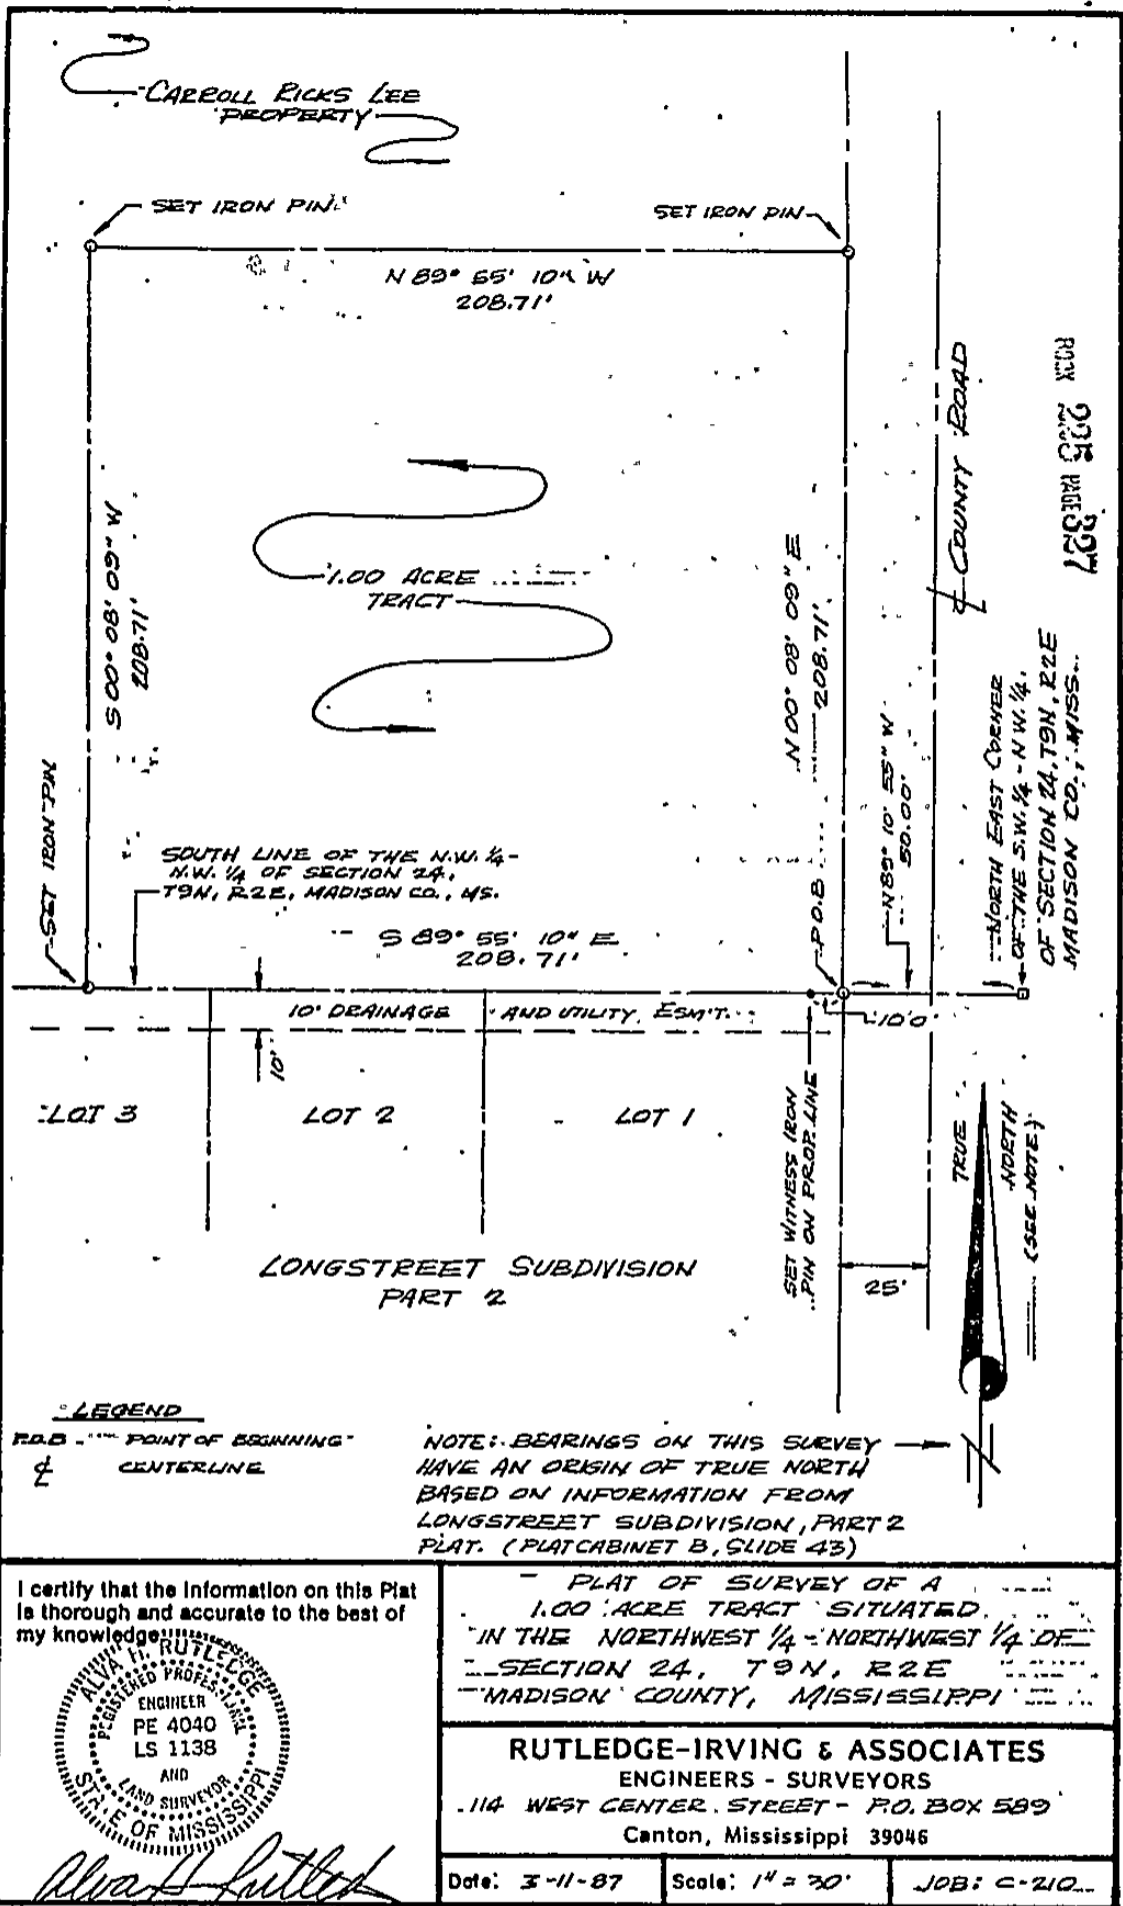 CARROLL RICKS LEE
PROPERTY
SET IRON PIN
SET IRON PIN
N 89° 55' 10" W
208.71'
BOOK 225 PAGE 327
¢ COUNTY ROAD
S 00° 08' 09" W
208.71'
1.00 ACRE
TRACT
N 00° 08' 09" E
208.71'
SET IRON PIN
SOUTH LINE OF THE N.W. 1/4 -
N.W. 1/4 OF SECTION 24,
T9N, R2E, MADISON CO., MS.
S 89° 55' 10" E
208.71'
P.O.B.
N 89° 10' 55" W
50.00'
NORTH EAST CORNER
OF THE S.W. 1/4 - N.W. 1/4.
OF SECTION 24, T9N, R2E
MADISON CO., MISS.
10' DRAINAGE AND UTILITY ESM'T.
10'
10.0'
LOT 3
LOT 2
LOT 1
SET WITNESS IRON
PIN ON PROP. LINE
TRUE NORTH
(SEE NOTE)
25'
LONGSTREET SUBDIVISION
PART 2
LEGEND
P.O.B. - POINT OF BEGINNING
¢ CENTERLINE
NOTE: BEARINGS ON THIS SURVEY
HAVE AN ORIGIN OF TRUE NORTH
BASED ON INFORMATION FROM
LONGSTREET SUBDIVISION, PART 2
PLAT. (PLAT CABINET B, SLIDE 43)
I certify that the information on this Plat
is thorough and accurate to the best of
my knowledge.
ALVA H. RUTLEDGE
REGISTERED PROFESSIONAL
ENGINEER
PE 4040
LS 1138
AND
LAND SURVEYOR
STATE OF MISSISSIPPI
Alva H Rutledge
PLAT OF SURVEY OF A
1.00 ACRE TRACT SITUATED
IN THE NORTHWEST 1/4 - NORTHWEST 1/4 OF
SECTION 24, T9N, R2E
MADISON COUNTY, MISSISSIPPI
RUTLEDGE-IRVING & ASSOCIATES
ENGINEERS - SURVEYORS
114 WEST CENTER STREET - P.O. BOX 589
Canton, Mississippi 39046
Date: 3-11-87
Scale: 1" = 30'
JOB: C-210